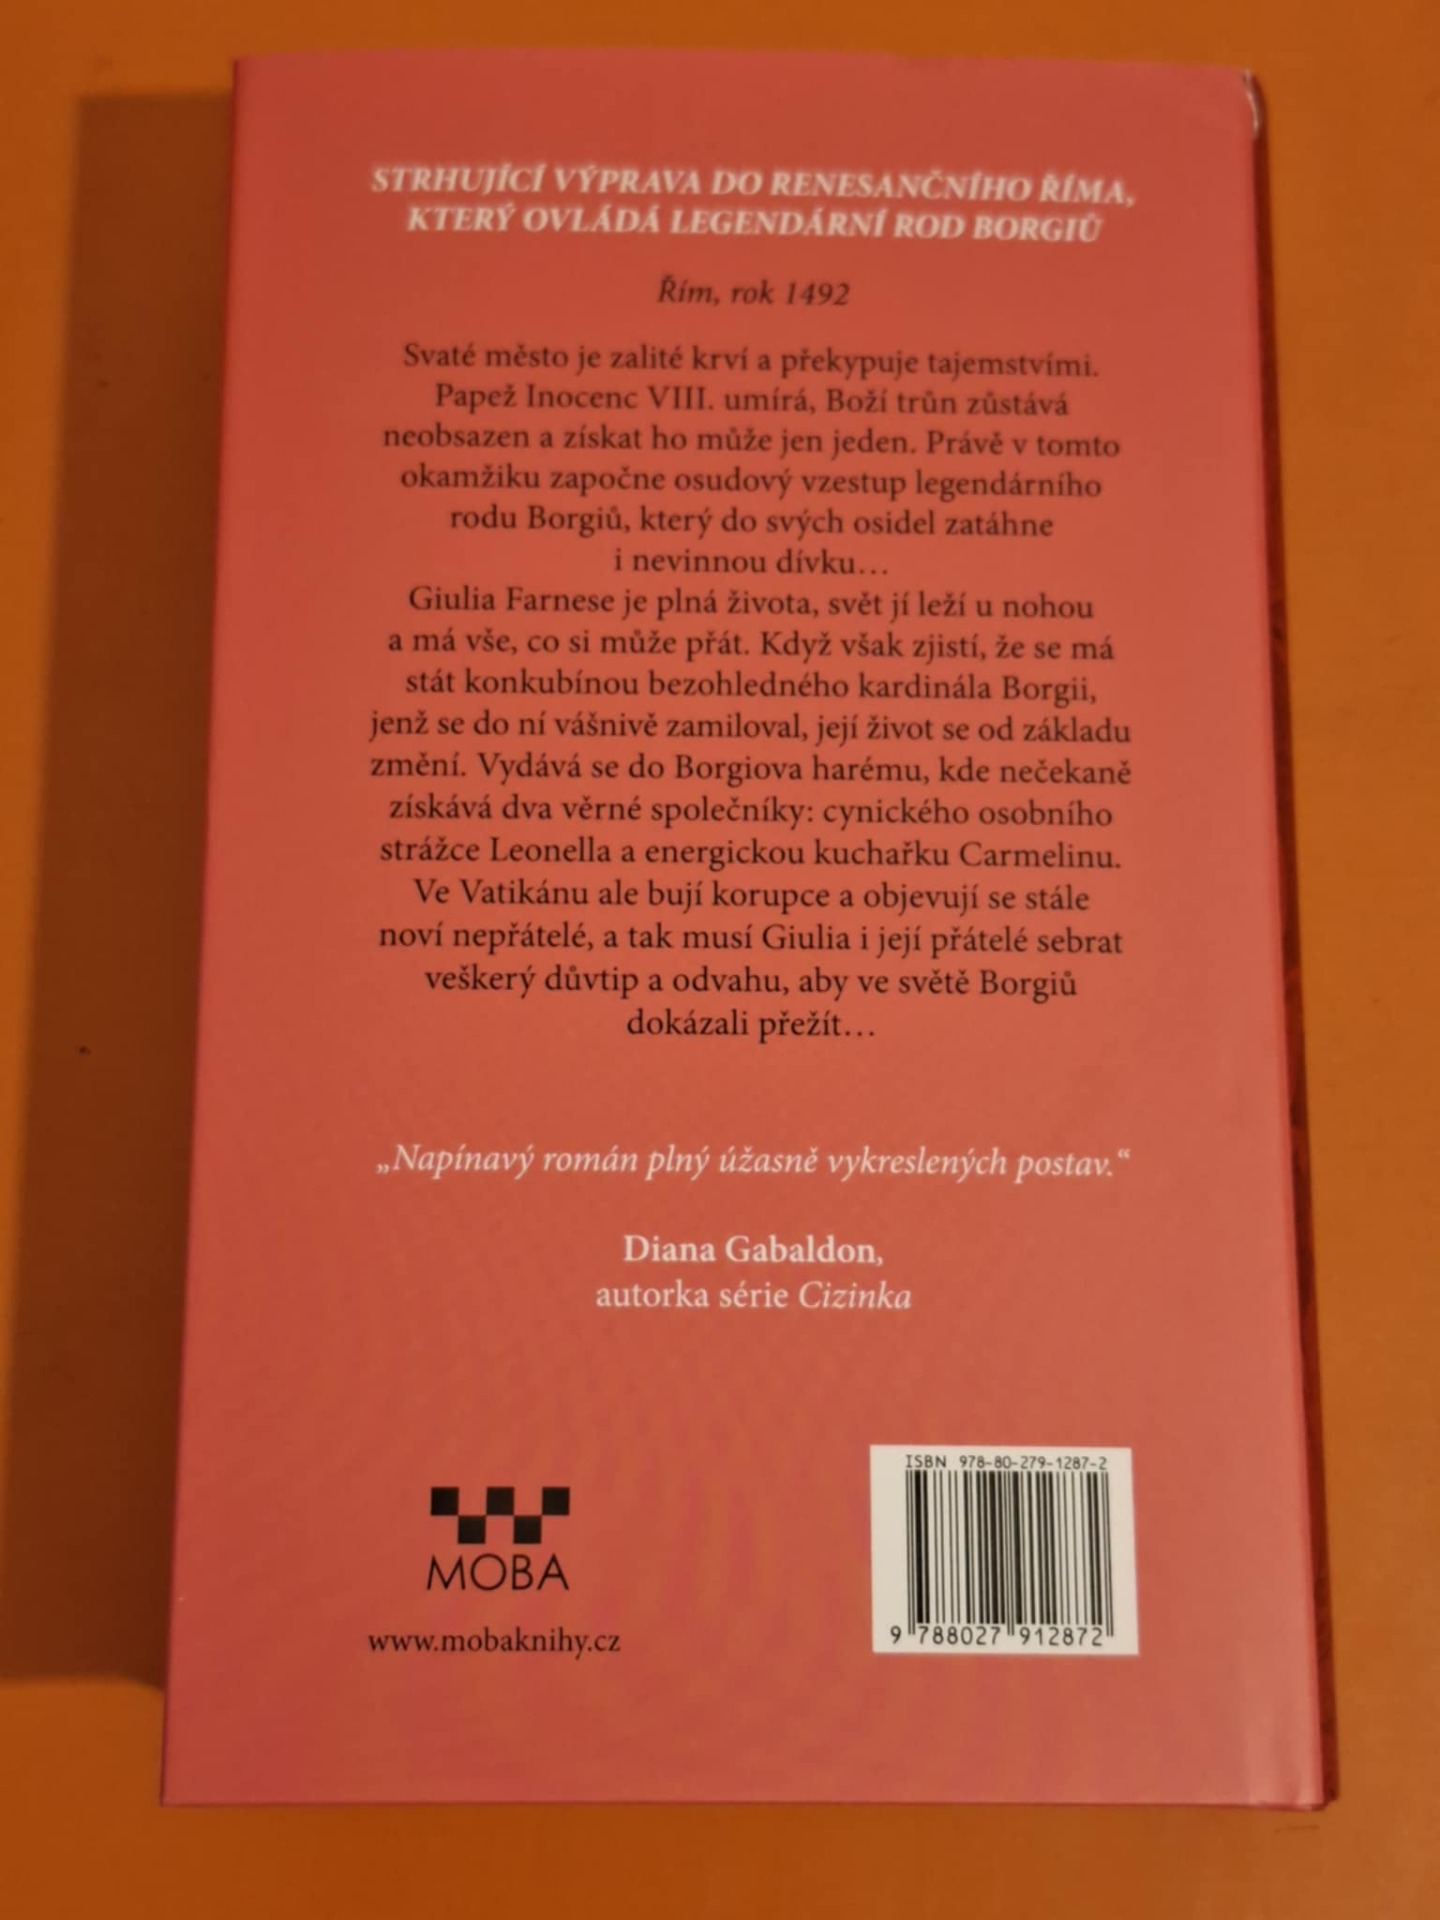 STRHUJÍCÍ VÝPRAVA DO RENESANČNÍHO ŘÍMA,
KTERÝ OVLÁDÁ LEGENDÁRNÍ ROD BORGIŮ
Řím, rok 1492
Svaté město je zalité krví a překypuje tajemstvími.
Papež Inocenc VIII. umírá, Boží trůn zůstává
neobsazen a získat ho může jen jeden. Právě v tomto
okamžiku započne osudový vzestup legendárního
rodu Borgiů, který do svých osidel zatáhne
i nevinnou dívku…
Giulia Farnese je plná života, svět jí leží u nohou
a má vše, co si může přát. Když však zjistí, že se má
stát konkubínou bezohledného kardinála Borgii,
jenž se do ní vášnivě zamiloval, její život se od základu
změní. Vydává se do Borgiova harému, kde nečekaně
získává dva věrné společníky: cynického osobního
strážce Leonella a energickou kuchařku Carmelinu.
Ve Vatikánu ale bují korupce a objevují se stále
noví nepřátelé, a tak musí Giulia i její přátelé sebrat
veškerý důvtip a odvahu, aby ve světě Borgiů
dokázali přežít…
„Napínavý román plný úžasně vykreslených postav.“
Diana Gabaldon,
autorka série Cizinka
MOBA
www.mobaknihy.cz
ISBN 978-80-279-1287-2
9 788027 912872